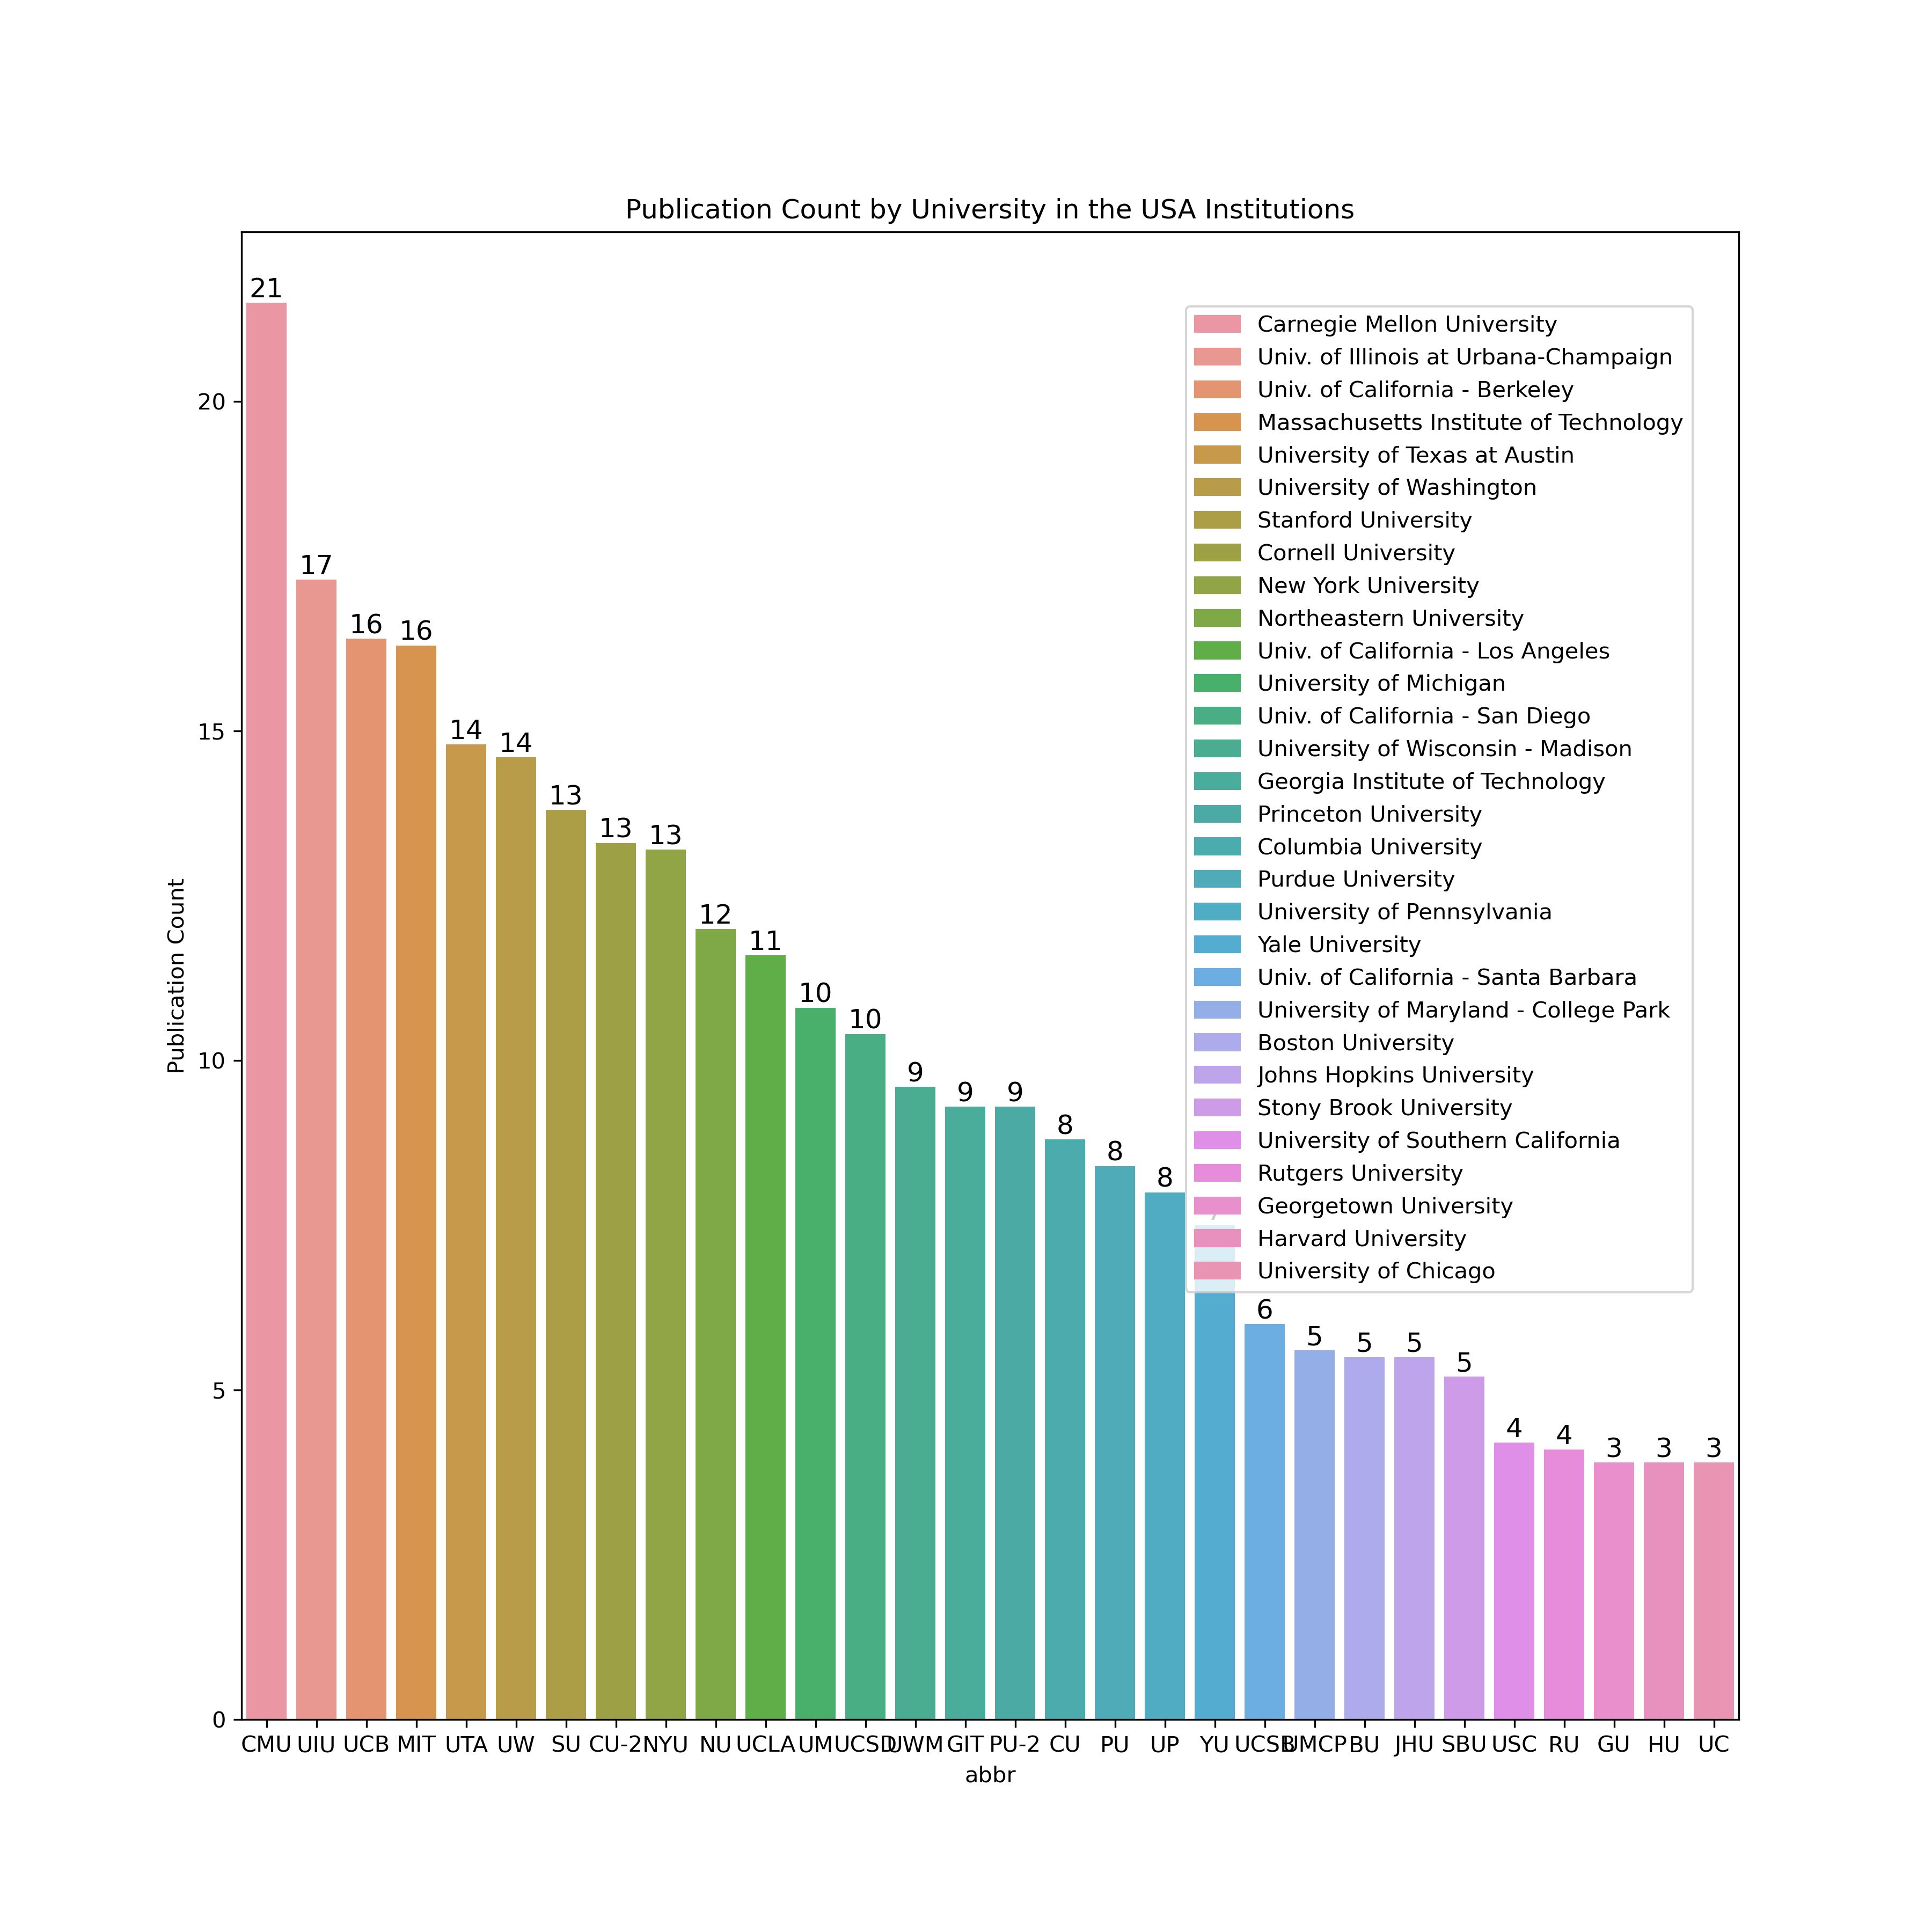 Publication Count by University in the USA Institutions
21
17
16
16
14
14
13
13
13
12
11
10
10
9
9
9
8
8
8
6
5
5
5
5
4
4
3
3
3
Carnegie Mellon University
Univ. of Illinois at Urbana-Champaign
Univ. of California - Berkeley
Massachusetts Institute of Technology
University of Texas at Austin
University of Washington
Stanford University
Cornell University
New York University
Northeastern University
Univ. of California - Los Angeles
University of Michigan
Univ. of California - San Diego
University of Wisconsin - Madison
Georgia Institute of Technology
Princeton University
Columbia University
Purdue University
University of Pennsylvania
Yale University
Univ. of California - Santa Barbara
University of Maryland - College Park
Boston University
Johns Hopkins University
Stony Brook University
University of Southern California
Rutgers University
Georgetown University
Harvard University
University of Chicago
Publication Count
20
15
10
5
0
CMU UIU UCB MIT UTA UW SU CU-2 NYU NU UCLA UM UCSD UWM GIT PU-2 CU PU UP YU UCSB UMCP BU JHU SBU USC RU GU HU UC
abbr